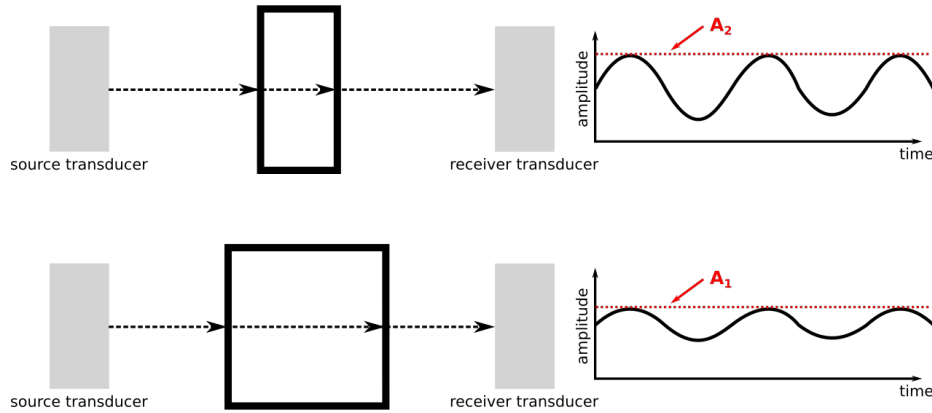 A₂
amplitude
time
source transducer
receiver transducer
A₁
amplitude
time
source transducer
receiver transducer